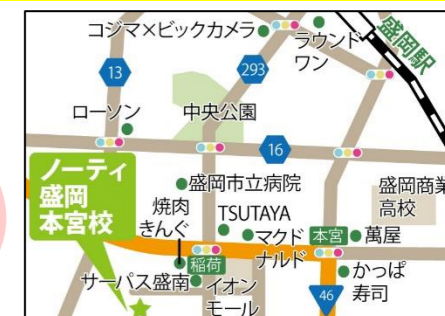 コジマ×ビックカメラ
ラウンド
ワン
盛岡駅
13
293
ローソン
中央公園
16
ノーティ
盛岡
本宮校
盛岡市立病院
盛岡商業
高校
焼肉
きんぐ
TSUTAYA
マクド
ナルド
本宮
萬屋
稲荷
サーパス盛南
イオン
モール
かっぱ
寿司
46